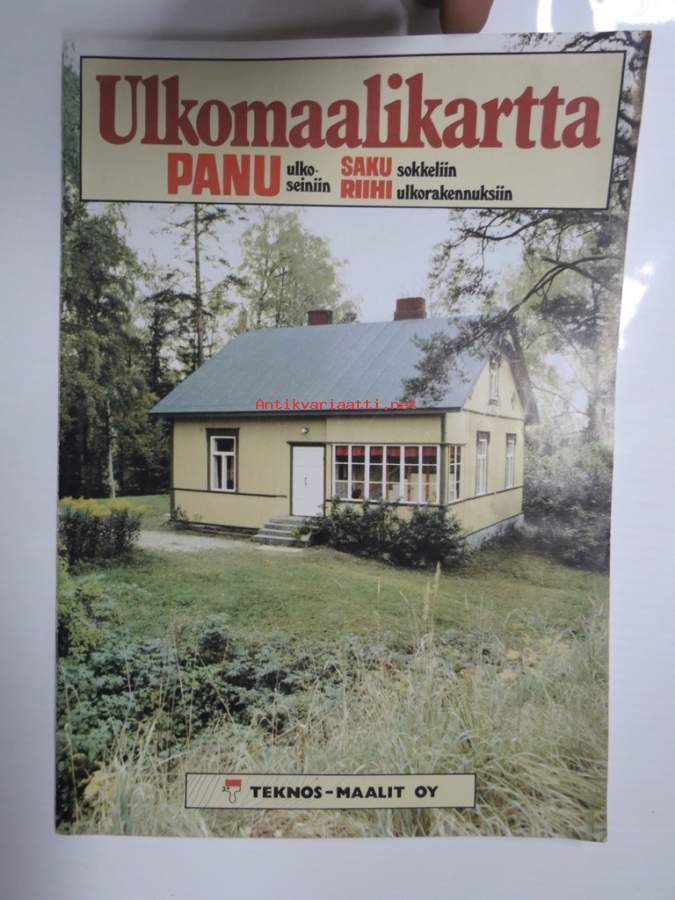 Ulkomaalikartta
PANU ulko-seiniin SAKU sokkeliin
RIIHI ulkorakennuksiin
Antikvariaatti.net
TEKNOS-MAALIT OY